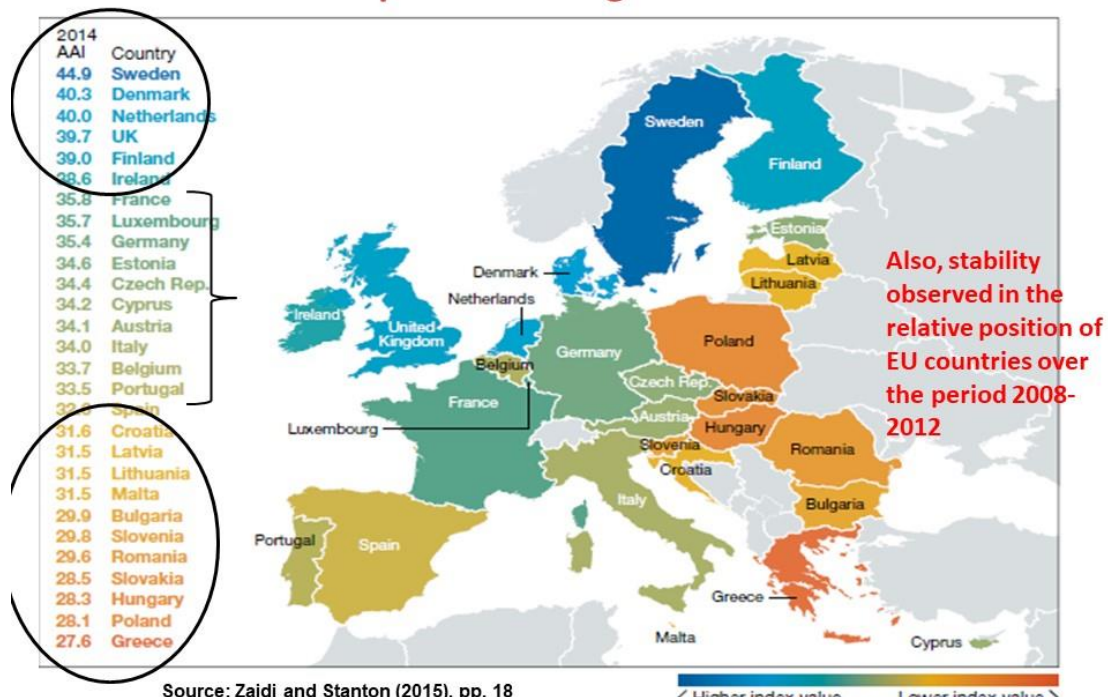 2014
AAI Country
44.9 Sweden
40.3 Denmark
40.0 Netherlands
39.7 UK
39.0 Finland
38.6 Ireland
35.8 France
35.7 Luxembourg
35.4 Germany
34.6 Estonia
34.4 Czech Rep.
34.2 Cyprus
34.1 Austria
34.0 Italy
33.7 Belgium
33.5 Portugal
Spain
31.6 Croatia
31.5 Latvia
31.5 Lithuania
31.5 Malta
29.9 Bulgaria
29.8 Slovenia
29.6 Romania
28.5 Slovakia
28.3 Hungary
28.1 Poland
27.6 Greece
Sweden
Finland
Estonia
Latvia
Lithuania
Denmark
Netherlands
Ireland
United
Kingdom
Belgium
Germany
Poland
Czech Rep.
Slovakia
France
Luxembourg
Austria
Hungary
Slovenia
Romania
Croatia
Italy
Bulgaria
Portugal
Spain
Greece
Malta
Cyprus
Also, stability
observed in the
relative position of
EU countries over
the period 2008-
2012
Source: Zaidi and Stanton (2015), pp. 18
< Higher index value Lower index value >